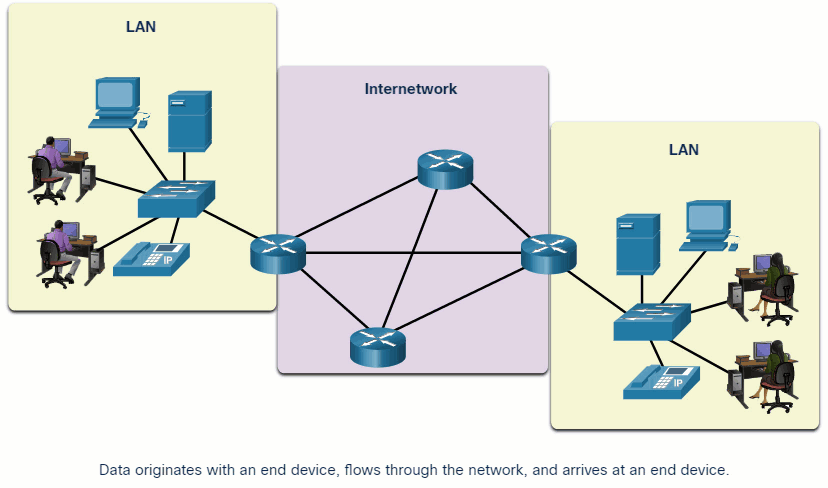 LAN
Internetwork
LAN
IP
IP
Data originates with an end device, flows through the network, and arrives at an end device.